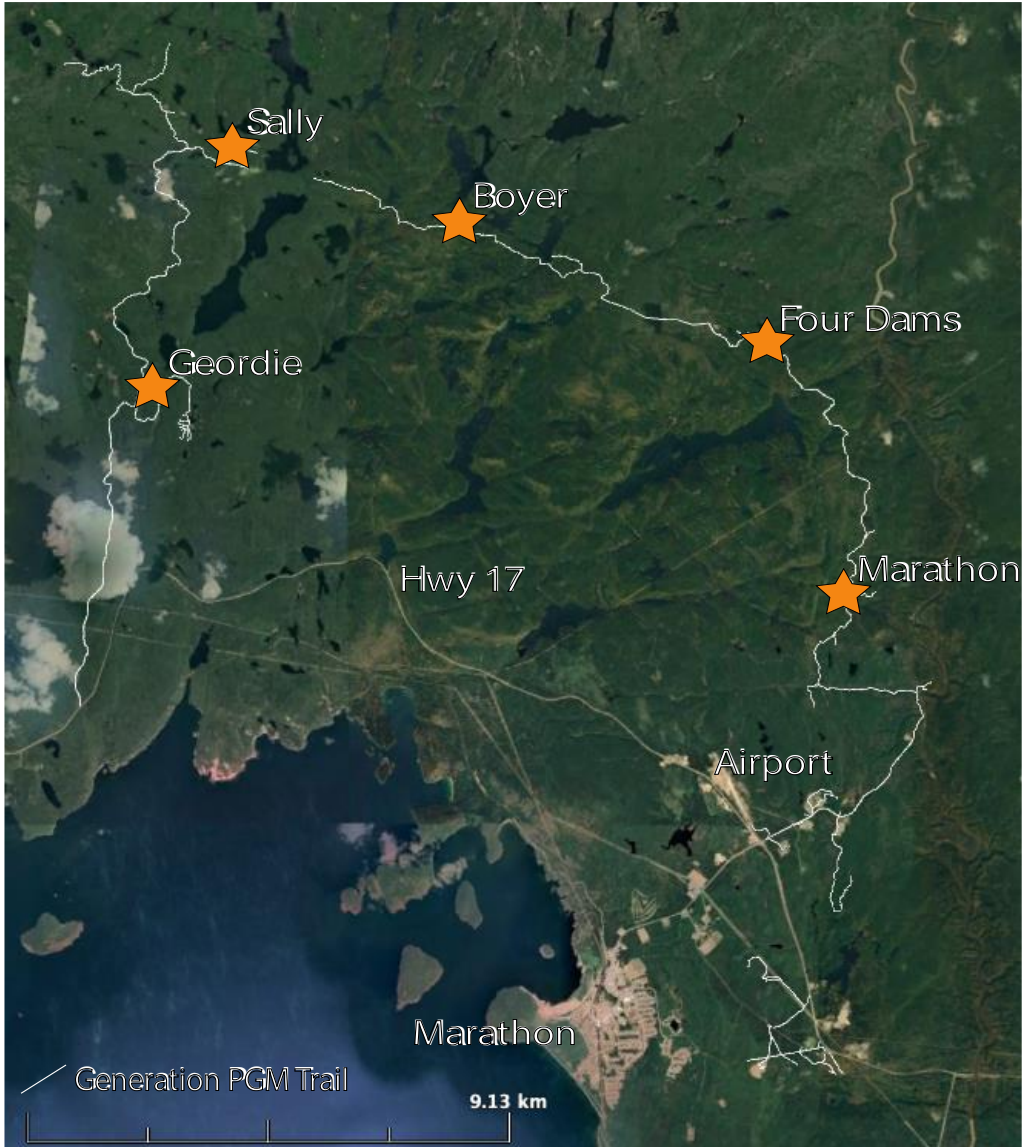 Sally
Boyer
Four Dams
Geordie
Hwy 17
Marathon
Airport
Marathon
Generation PGM Trail
9.13 km